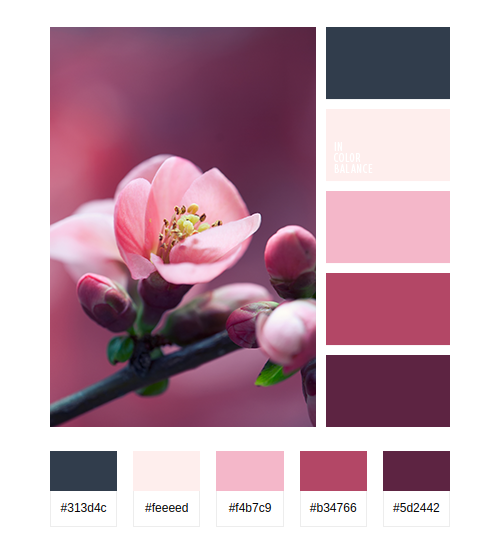 IN
COLOR
BALANCE
#313d4c
#feeeed
#f4b7c9
#b34766
#5d2442